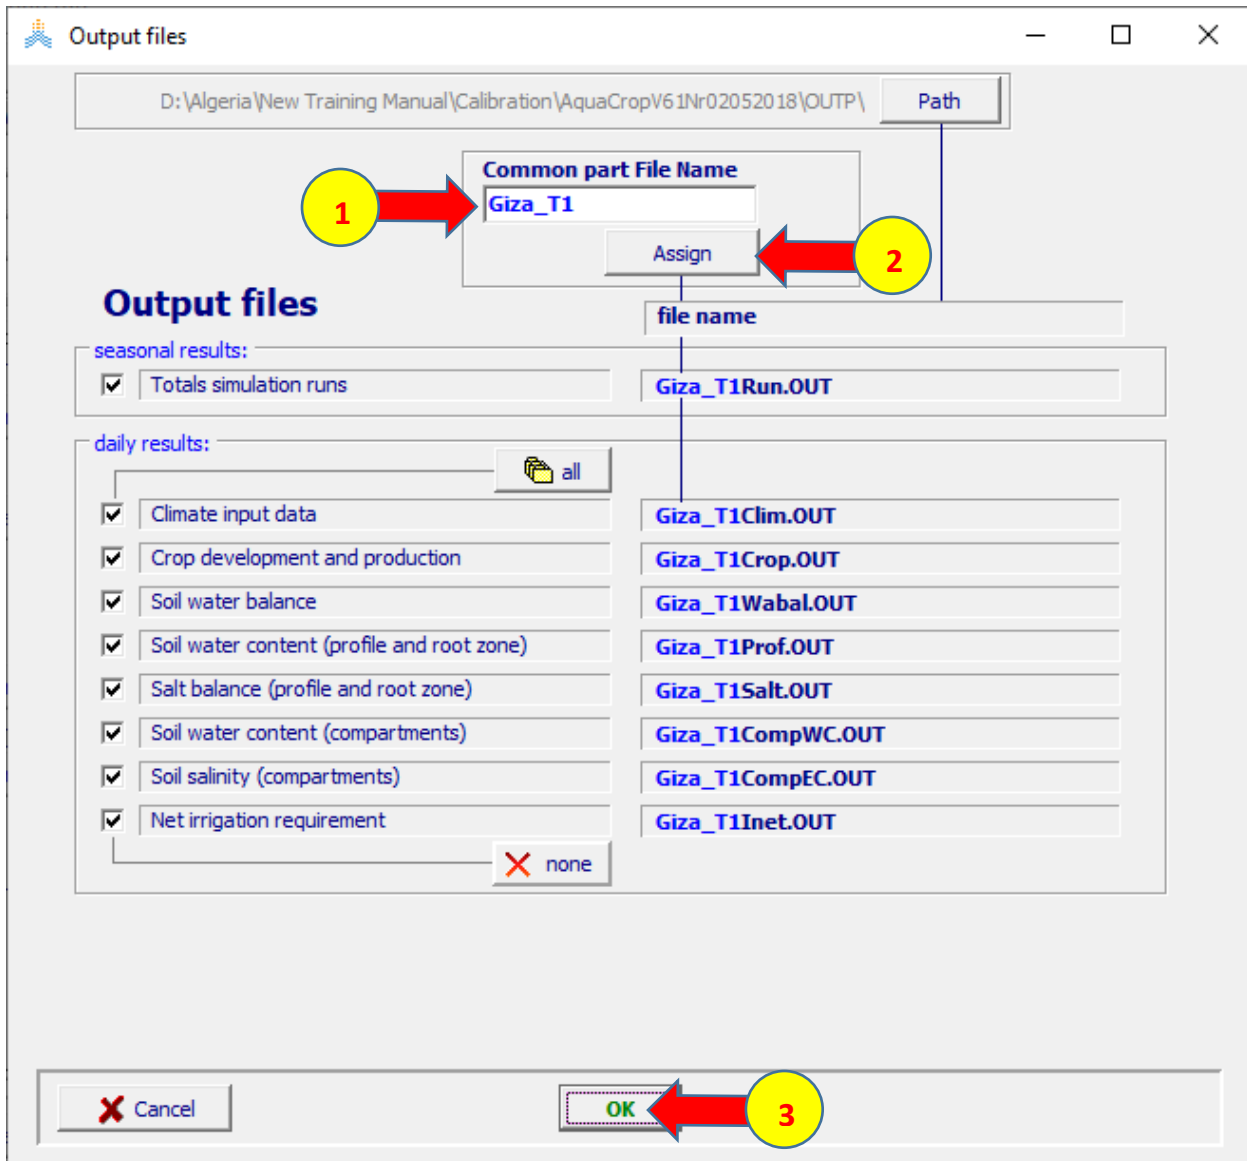 Output files
D:\Algeria\New Training Manual\Calibration\AquaCropV61Nr02052018\OUTP\ Path
Common part File Name
1 Giza_T1
Assign 2
Output files
file name
seasonal results:
Totals simulation runs Giza_T1Run.OUT
daily results:
all
Climate input data Giza_T1Clim.OUT
Crop development and production Giza_T1Crop.OUT
Soil water balance Giza_T1Wabal.OUT
Soil water content (profile and root zone) Giza_T1Prof.OUT
Salt balance (profile and root zone) Giza_T1Salt.OUT
Soil water content (compartments) Giza_T1CompWC.OUT
Soil salinity (compartments) Giza_T1CompEC.OUT
Net irrigation requirement Giza_T1Inet.OUT
none
Cancel OK 3